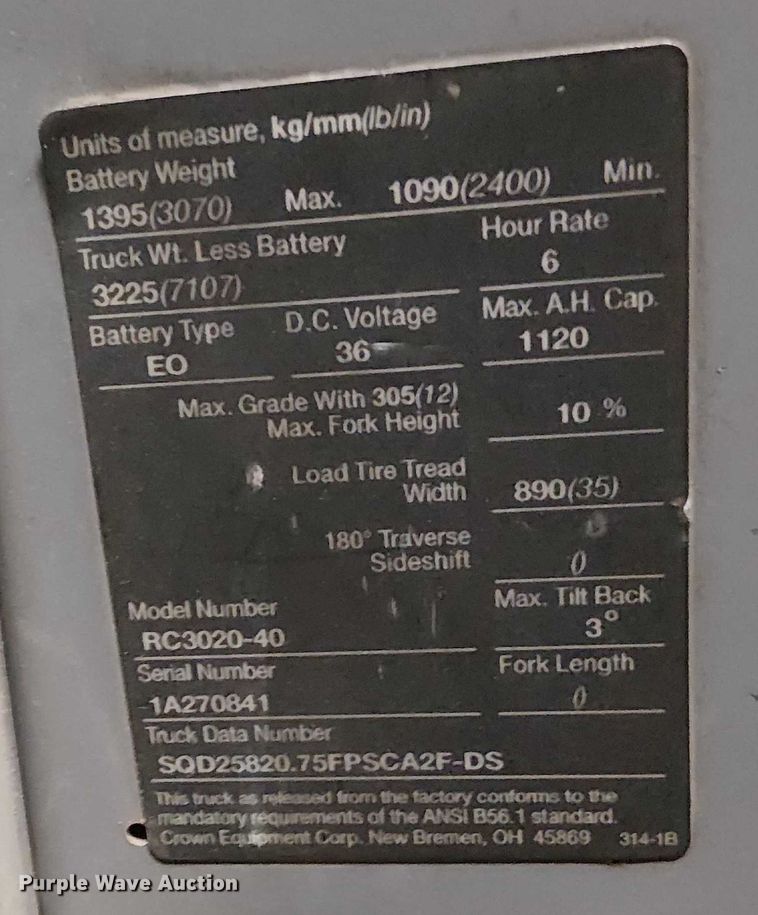 Units of measure, kg/mm(lb/in)
Battery Weight
1395(3070) Max. 1090(2400) Min.
Truck Wt. Less Battery Hour Rate
3225(7107) 6
Battery Type D.C. Voltage Max. A.H. Cap.
EO 36 1120
Max. Grade With 305(12)
Max. Fork Height 10 %
Load Tire Tread
Width 890(35)
180° Traverse
Sideshift 0
Model Number Max. Tilt Back
RC3020-40 3°
Serial Number Fork Length
1A270841 0
Truck Data Number
SQD25820.75FPSCA2F-DS
This truck as released from the factory conforms to the
mandatory requirements of the ANSI B56.1 standard.
Crown Equipment Corp. New Bremen, OH 45869 314-1B
Purple Wave Auction